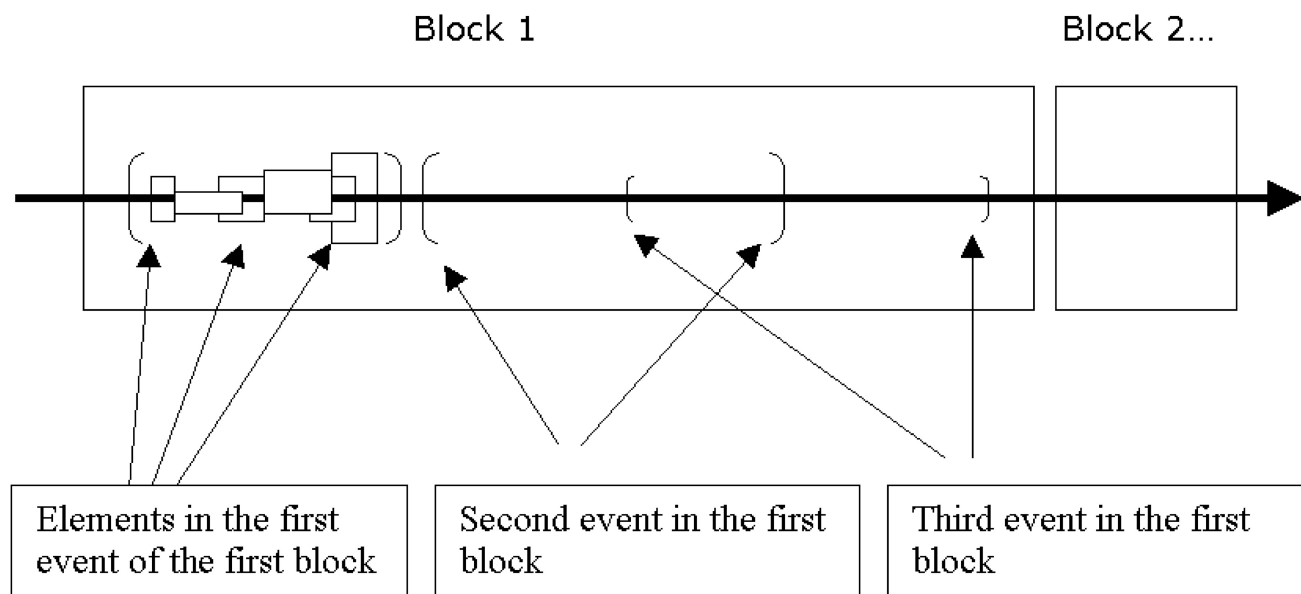 Block 1
Block 2...
Elements in the first
event of the first block
Second event in the first
block
Third event in the first
block